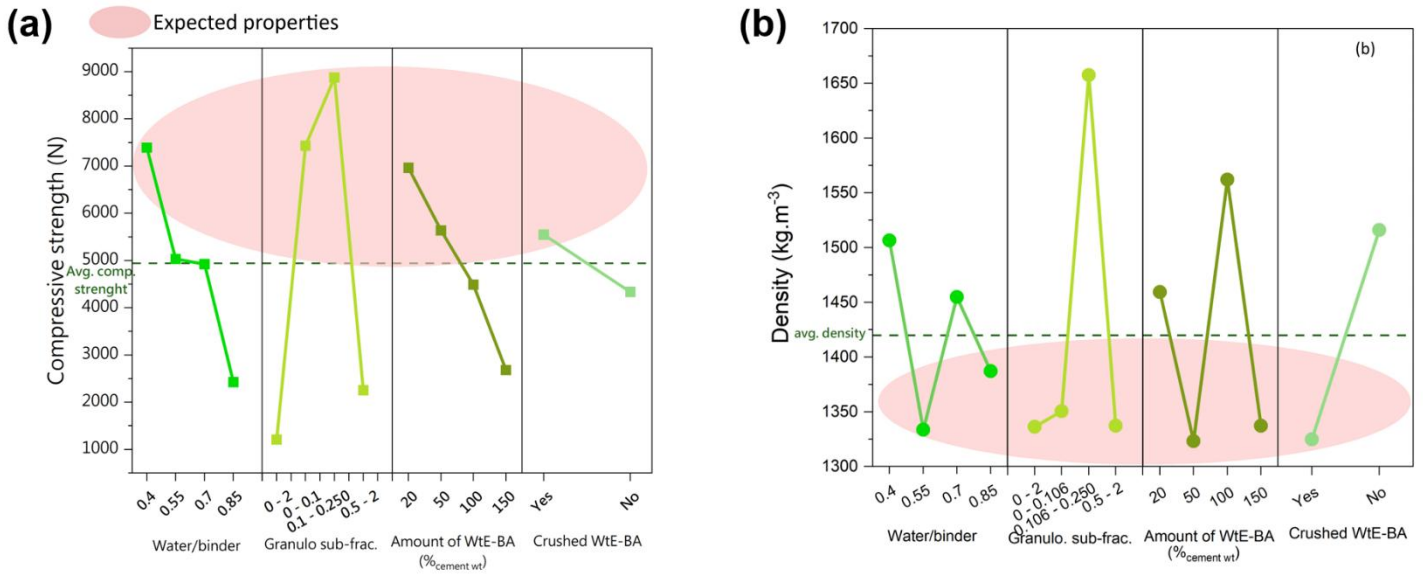 (a)
Expected properties
9000
8000
7000
6000
5000
4000
3000
2000
1000
Compressive strength (N)
Avg. comp.
strenght
0.4
0.55
0.7
0.85
0 - 2
0 - 0.1
0.1 - 0.250
0.5 - 2
20
50
100
150
Yes
No
Water/binder
Granulo sub-frac.
Amount of WtE-BA
(%cement wt)
Crushed WtE-BA
(b)
(b)
1700
1650
1600
1550
1500
1450
1400
1350
1300
Density (kg.m-3)
avg. density
0.4
0.55
0.7
0.85
0 - 2
0 - 0.106
0.106 - 0.250
0.5 - 2
20
50
100
150
Yes
No
Water/binder
Granulo. sub-frac.
Amount of WtE-BA
(%cement wt)
Crushed WtE-BA